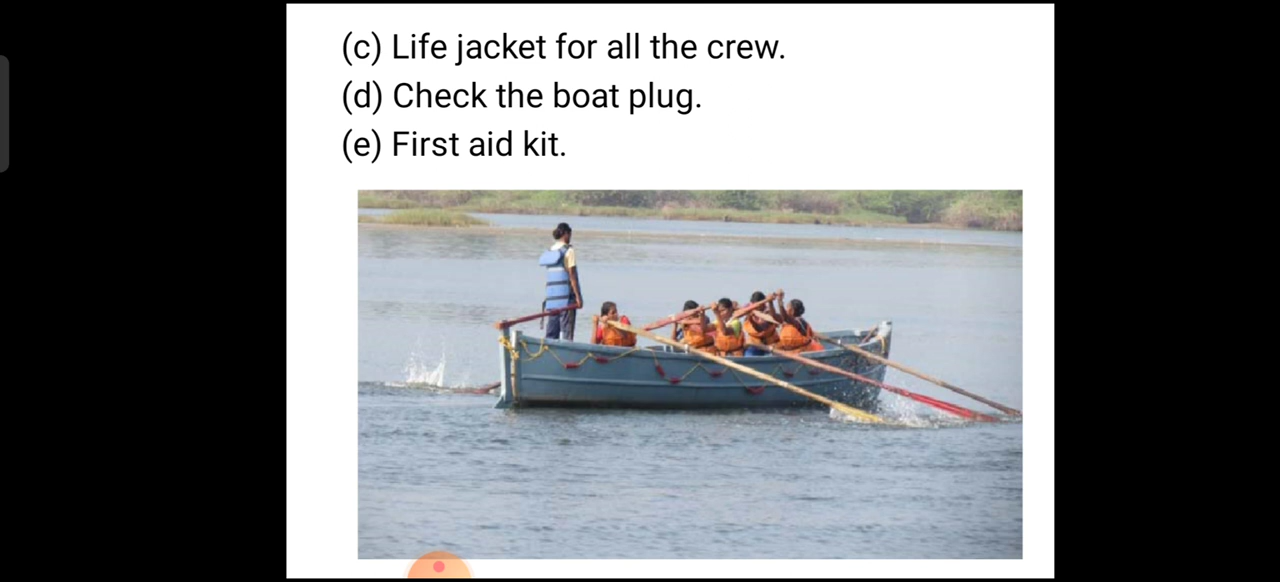 (c) Life jacket for all the crew.
(d) Check the boat plug.
(e) First aid kit.